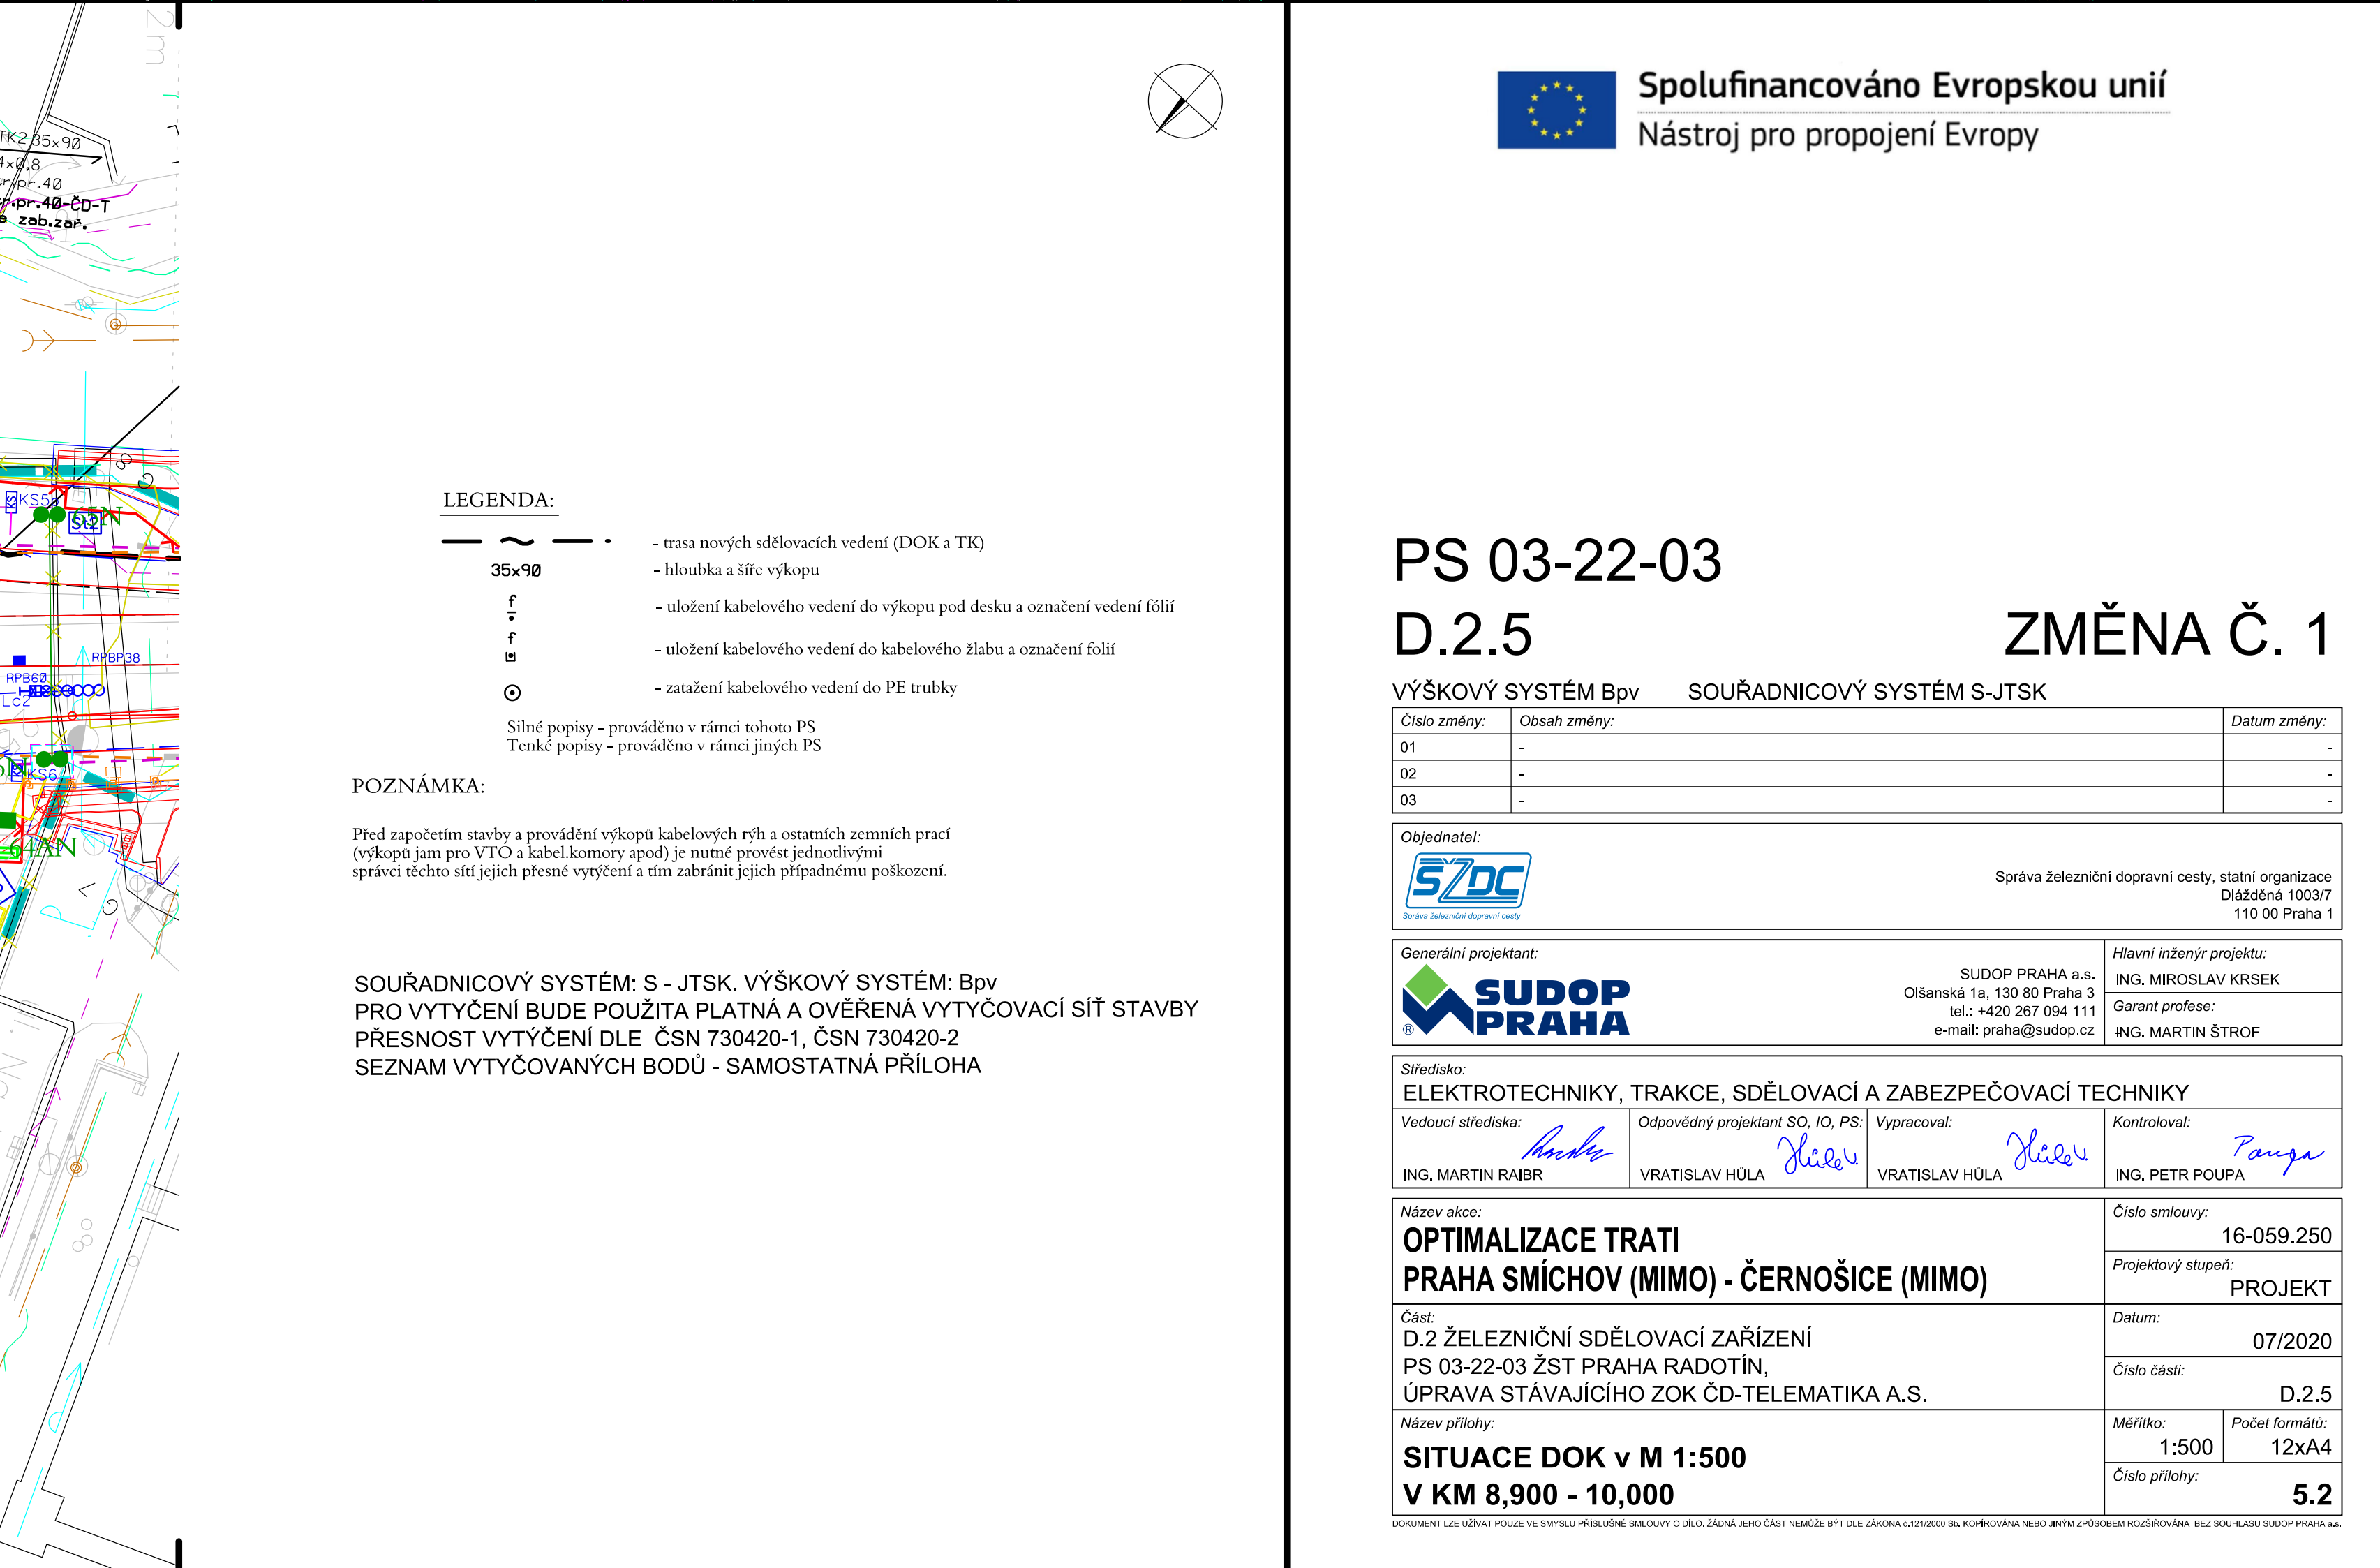 2m
TK2 35x90
4x0,8
tr.pr.40
tr.pr.40-ČD-T
zab.zař.
KS5
St2
RPBP38
RPB60
Lc2
KS6
64AN
LEGENDA:
- trasa nových sdělovacích vedení (DOK a TK)
35x90 - hloubka a šíře výkopu
f - uložení kabelového vedení do výkopu pod desku a označení vedení fólií
f - uložení kabelového vedení do kabelového žlabu a označení folií
- zatažení kabelového vedení do PE trubky
Silné popisy - prováděno v rámci tohoto PS
Tenké popisy - prováděno v rámci jiných PS
POZNÁMKA:
Před započetím stavby a provádění výkopů kabelových rýh a ostatních zemních prací
(výkopů jam pro VTO a kabel.komory apod) je nutné provést jednotlivými
správci těchto sítí jejich přesné vytýčení a tím zabránit jejich případnému poškození.
SOUŘADNICOVÝ SYSTÉM: S - JTSK. VÝŠKOVÝ SYSTÉM: Bpv
PRO VYTYČENÍ BUDE POUŽITA PLATNÁ A OVĚŘENÁ VYTYČOVACÍ SÍŤ STAVBY
PŘESNOST VYTÝČENÍ DLE ČSN 730420-1, ČSN 730420-2
SEZNAM VYTYČOVANÝCH BODŮ - SAMOSTATNÁ PŘÍLOHA
Spolufinancováno Evropskou unií
Nástroj pro propojení Evropy
PS 03-22-03
D.2.5 ZMĚNA Č. 1
VÝŠKOVÝ SYSTÉM Bpv SOUŘADNICOVÝ SYSTÉM S-JTSK
Číslo změny: Obsah změny: Datum změny:
01 - -
02 - -
03 - -
Objednatel:
SŽDC
Správa železniční dopravní cesty
Správa železniční dopravní cesty, statní organizace
Dlážděná 1003/7
110 00 Praha 1
Generální projektant:
SUDOP
PRAHA
®
SUDOP PRAHA a.s.
Olšanská 1a, 130 80 Praha 3
tel.: +420 267 094 111
e-mail: praha@sudop.cz
Hlavní inženýr projektu:
ING. MIROSLAV KRSEK
Garant profese:
ING. MARTIN ŠTROF
Středisko:
ELEKTROTECHNIKY, TRAKCE, SDĚLOVACÍ A ZABEZPEČOVACÍ TECHNIKY
Vedoucí střediska:
ING. MARTIN RAIBR
Odpovědný projektant SO, IO, PS:
VRATISLAV HŮLA
Vypracoval:
VRATISLAV HŮLA
Kontroloval:
Poupa
ING. PETR POUPA
Název akce:
OPTIMALIZACE TRATI
PRAHA SMÍCHOV (MIMO) - ČERNOŠICE (MIMO)
Číslo smlouvy:
16-059.250
Projektový stupeň:
PROJEKT
Část:
D.2 ŽELEZNIČNÍ SDĚLOVACÍ ZAŘÍZENÍ
PS 03-22-03 ŽST PRAHA RADOTÍN,
ÚPRAVA STÁVAJÍCÍHO ZOK ČD-TELEMATIKA A.S.
Datum:
07/2020
Číslo části:
D.2.5
Název přílohy:
SITUACE DOK v M 1:500
V KM 8,900 - 10,000
Měřítko:
1:500
Počet formátů:
12xA4
Číslo přílohy:
5.2
DOKUMENT LZE UŽÍVAT POUZE VE SMYSLU PŘÍSLUŠNÉ SMLOUVY O DÍLO. ŽÁDNÁ JEHO ČÁST NEMŮŽE BÝT DLE ZÁKONA č.121/2000 Sb. KOPÍROVÁNA NEBO JINÝM ZPŮSOBEM ROZŠIŘOVÁNA BEZ SOUHLASU SUDOP PRAHA a.s.